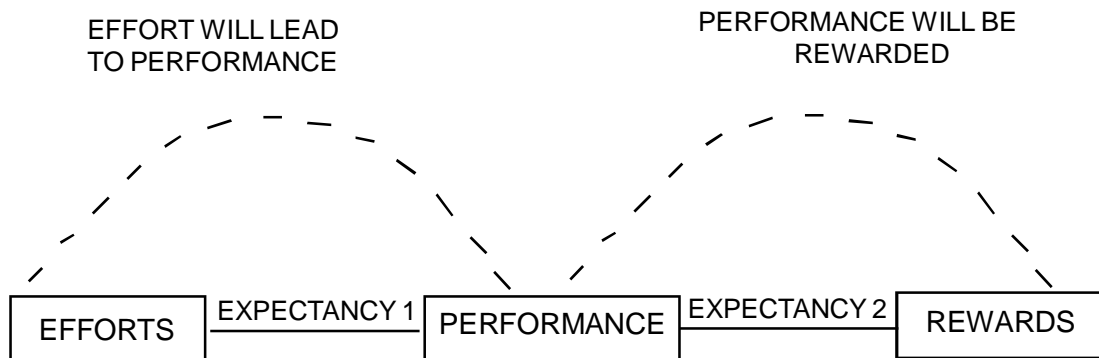 EFFORT WILL LEAD
TO PERFORMANCE
PERFORMANCE WILL BE
REWARDED
EFFORTS
EXPECTANCY 1
PERFORMANCE
EXPECTANCY 2
REWARDS